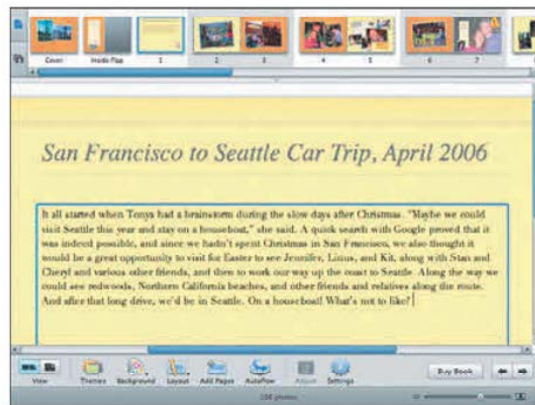 Cover Inside Flap 1 2 3 4 5 6 7
San Francisco to Seattle Car Trip, April 2006
It all started when Tonya had a brainstorm during the slow days after Christmas. "Maybe we could
visit Seattle this year and stay on a houseboat," she said. A quick search with Google proved that it
was indeed possible, and since we hadn't spent Christmas in San Francisco, we also thought it
would be a great opportunity to visit for Easter to see Jennifer, Linus, and Kit, along with Stan and
Cheryl and various other friends, and then to work our way up the coast to Seattle. Along the way we
could see redwoods, Northern California beaches, and other friends and relatives along the route.
And after that long drive, we'd be in Seattle. On a houseboat! What's not to like?
View Themes Background Layout Add Pages Autoflow Adjust Settings Buy Book
photos